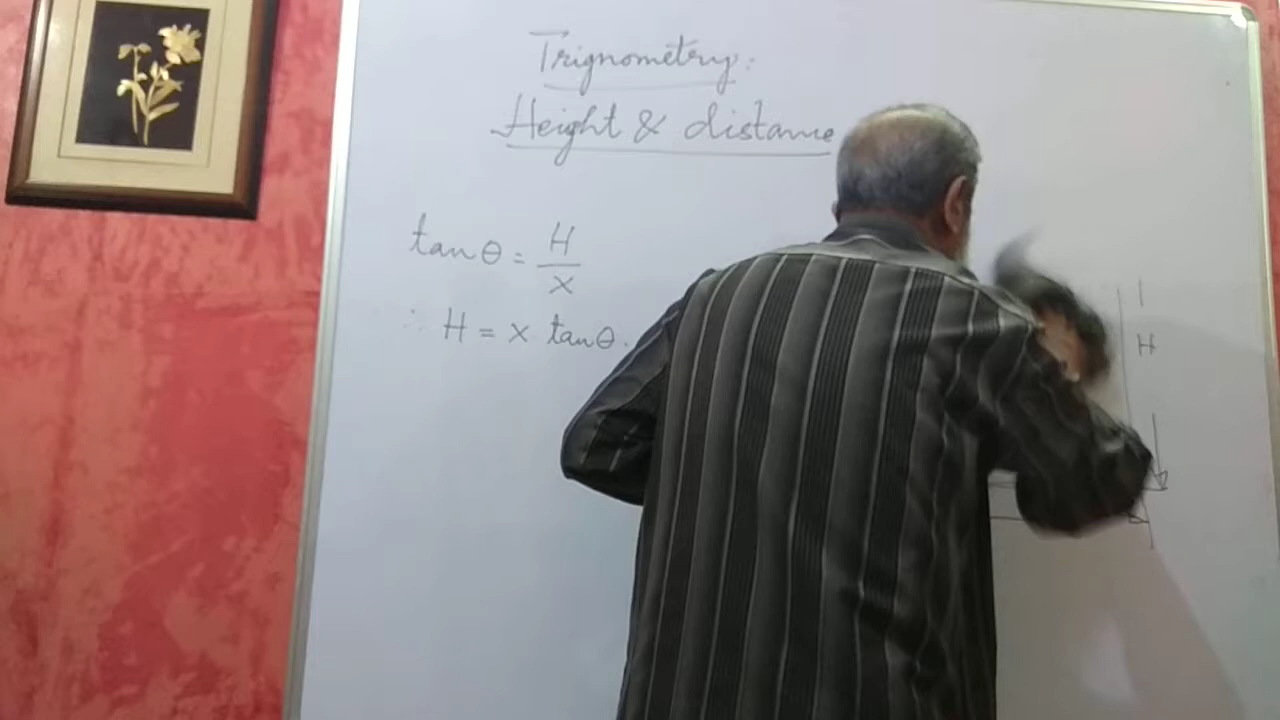 Trignometry:
Height & distance
tan θ = H/x
∴ H = x tan θ.
H